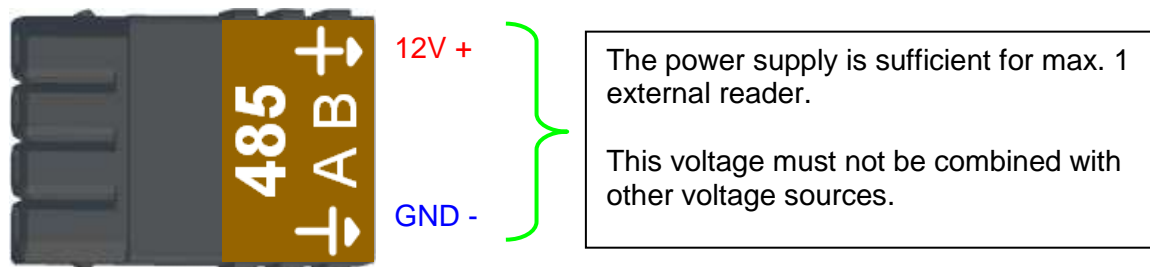 485
A B +
12V +
GND -
The power supply is sufficient for max. 1
external reader.
This voltage must not be combined with
other voltage sources.